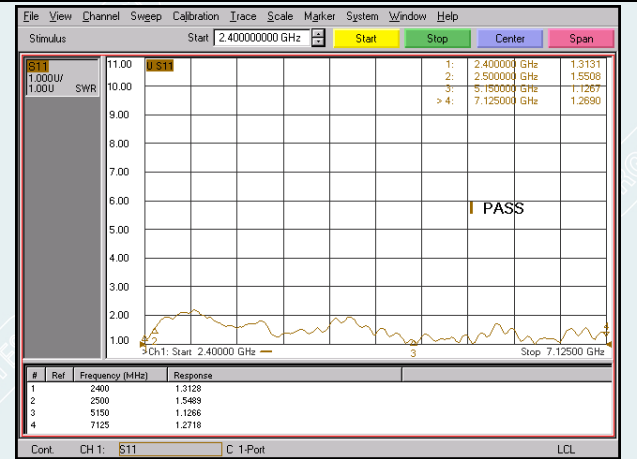 File View Channel Sweep Calibration Trace Scale Marker System Window Help
Stimulus Start 2.400000000 GHz Start Stop Center Span
S11
1.000U/
1.00U SWR
11.00
10.00
9.00
8.00
7.00
6.00
5.00
4.00
3.00
2.00
1.00
U S11
1: 2.400000 GHz 1.3131
2: 2.500000 GHz 1.5508
3: 5.150000 GHz 1.1267
> 4: 7.125000 GHz 1.2690
PASS
2
3
4
>Ch1: Start 2.40000 GHz Stop 7.12500 GHz
# Ref Frequency (MHz) Response
1 2400 1.3128
2 2500 1.5489
3 5150 1.1266
4 7125 1.2718
Cont. CH 1: S11 C 1-Port LCL